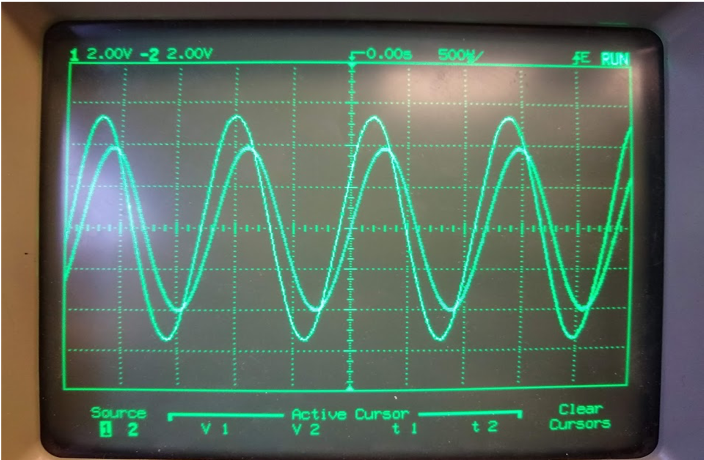 1 2.00V -2 2.00V 0.00s 500µ/ ƒE RUN
Source Active Cursor Clear
1 2 V 1 V 2 t 1 t 2 Cursors